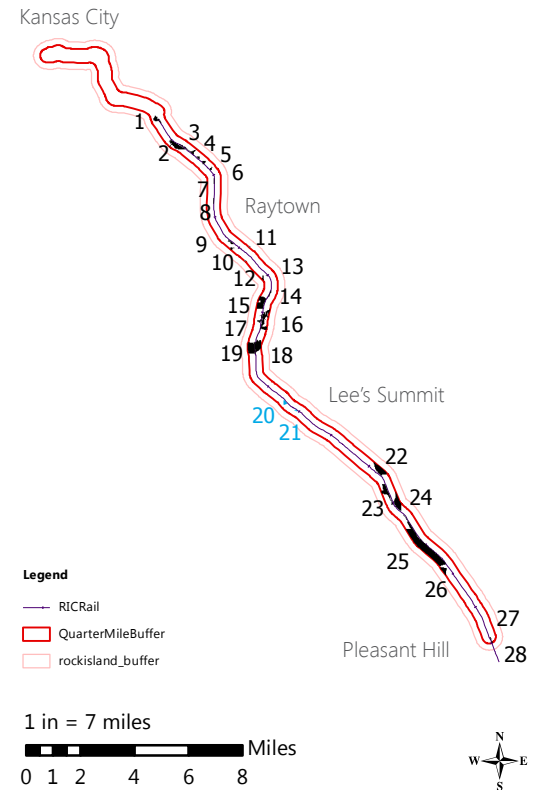 Kansas City
1
2
3
4
5
6
7
8
Raytown
9
10
11
12
13
14
15
16
17
18
19
Lee's Summit
20
21
22
23
24
25
26
27
Pleasant Hill
28
Legend
RICRail
QuarterMileBuffer
rockisland_buffer
1 in = 7 miles
Miles
0 1 2 4 6 8
N
W E
S